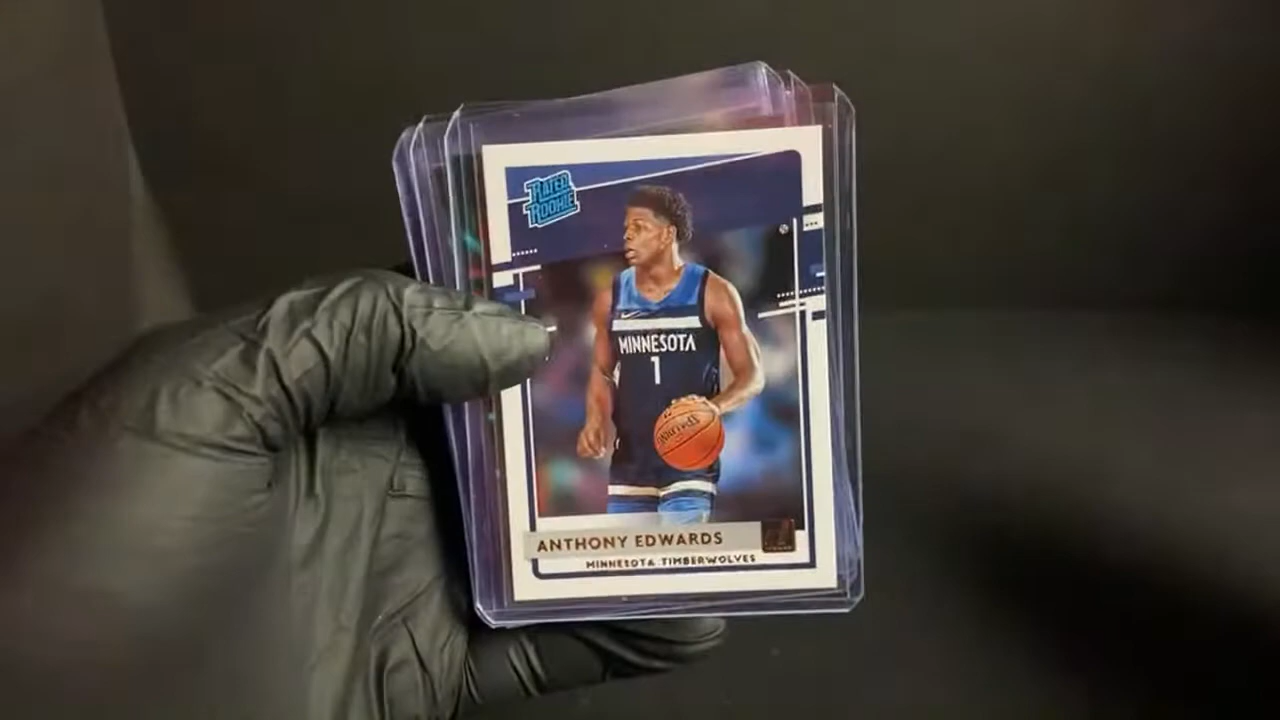 RATED
ROOKIE
MINNESOTA
1
ANTHONY EDWARDS
MINNESOTA TIMBERWOLVES